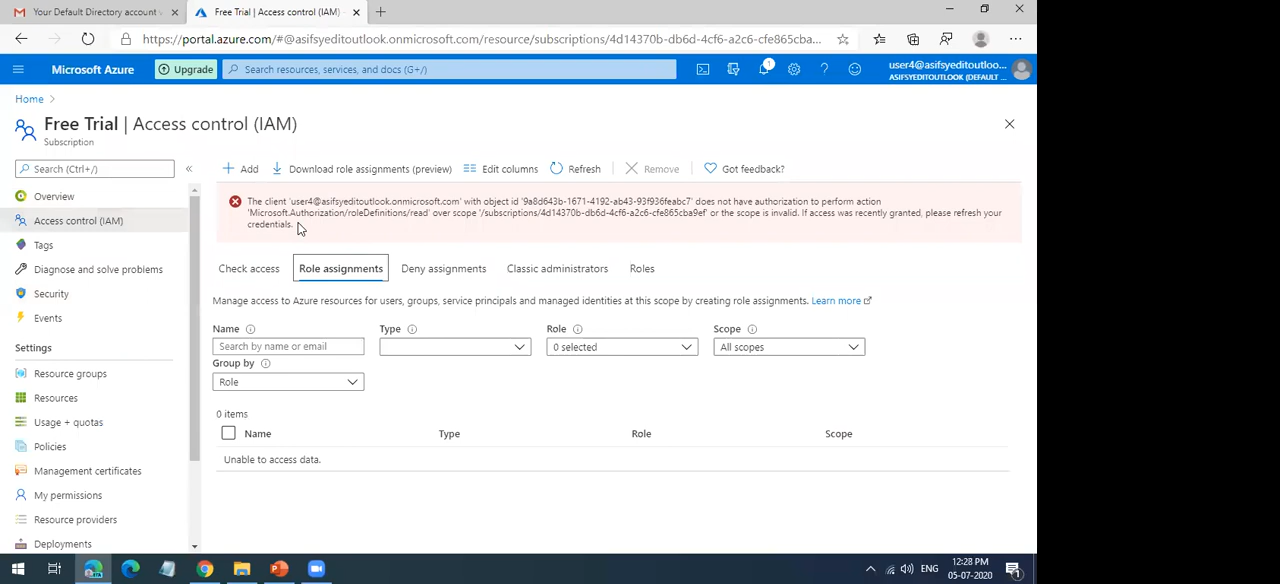 Your Default Directory account
Free Trial | Access control (IAM)
https://portal.azure.com/#@asifsyeditoutlook.onmicrosoft.com/resource/subscriptions/4d14370b-db6d-4cf6-a2c6-cfe865cba...
Microsoft Azure
Upgrade
Search resources, services, and docs (G+/)
1
user4@asifsyeditoutloo...
ASIFSYEDITOUTLOOK (DEFAULT ...
Home
Free Trial | Access control (IAM)
Subscription
Search (Ctrl+/)
«
Add
Download role assignments (preview)
Edit columns
Refresh
Remove
Got feedback?
The client 'user4@asifsyeditoutlook.onmicrosoft.com' with object id '9a8d643b-1671-4192-ab43-93f936feabc7' does not have authorization to perform action
'Microsoft.Authorization/roleDefinitions/read' over scope '/subscriptions/4d14370b-db6d-4cf6-a2c6-cfe865cba9ef' or the scope is invalid. If access was recently granted, please refresh your
credentials.
Overview
Access control (IAM)
Tags
Diagnose and solve problems
Security
Events
Settings
Resource groups
Resources
Usage + quotas
Policies
Management certificates
My permissions
Resource providers
Deployments
Check access
Role assignments
Deny assignments
Classic administrators
Roles
Manage access to Azure resources for users, groups, service principals and managed identities at this scope by creating role assignments. Learn more
Name
Type
Role
Scope
Search by name or email
0 selected
All scopes
Group by
Role
0 items
Name
Type
Role
Scope
Unable to access data.
ENG
12:28 PM
05-07-2020
1